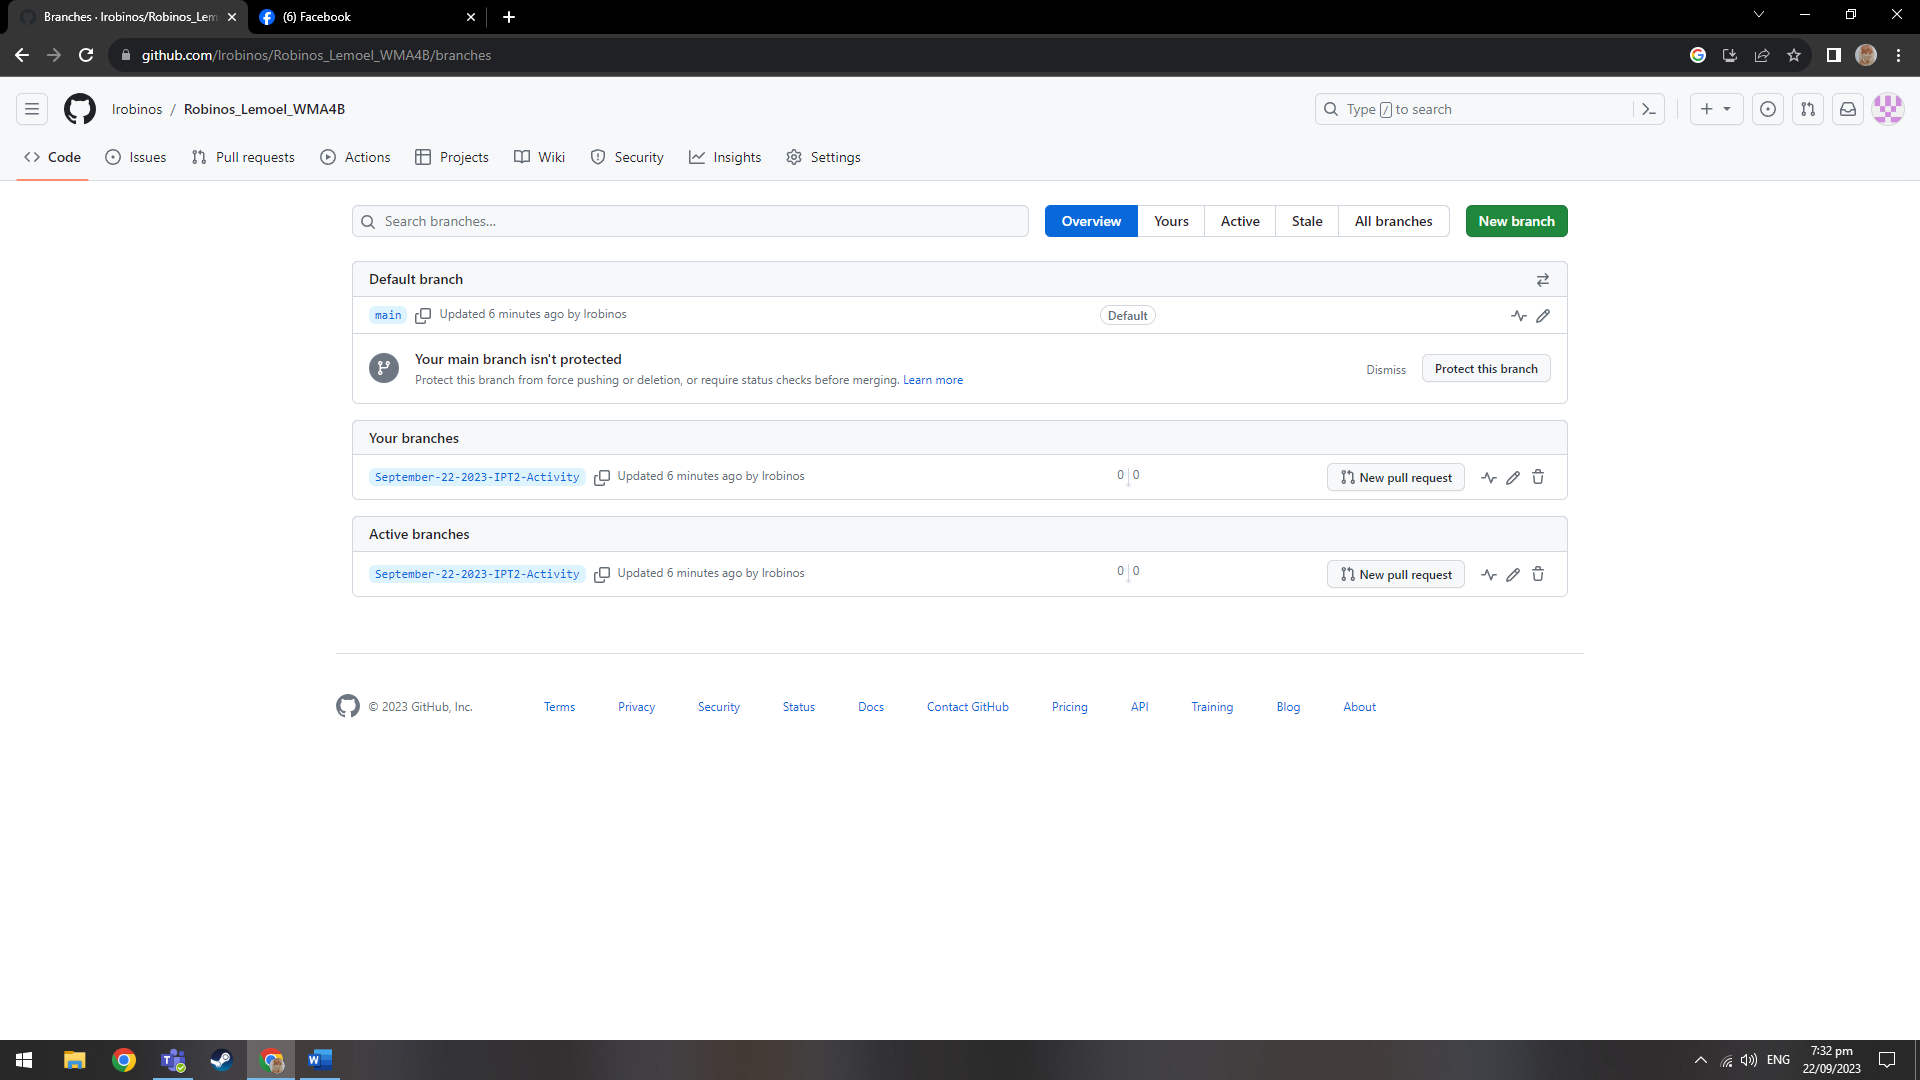 Branches · lrobinos/Robinos_Lem
(6) Facebook
github.com/lrobinos/Robinos_Lemoel_WMA4B/branches
lrobinos / Robinos_Lemoel_WMA4B
Type / to search
Code Issues Pull requests Actions Projects Wiki Security Insights Settings
Search branches...
Overview Yours Active Stale All branches New branch
Default branch
main Updated 6 minutes ago by lrobinos Default
Your main branch isn't protected
Protect this branch from force pushing or deletion, or require status checks before merging. Learn more
Dismiss Protect this branch
Your branches
September-22-2023-IPT2-Activity Updated 6 minutes ago by lrobinos 0 0 New pull request
Active branches
September-22-2023-IPT2-Activity Updated 6 minutes ago by lrobinos 0 0 New pull request
© 2023 GitHub, Inc. Terms Privacy Security Status Docs Contact GitHub Pricing API Training Blog About
ENG
7:32 pm
22/09/2023